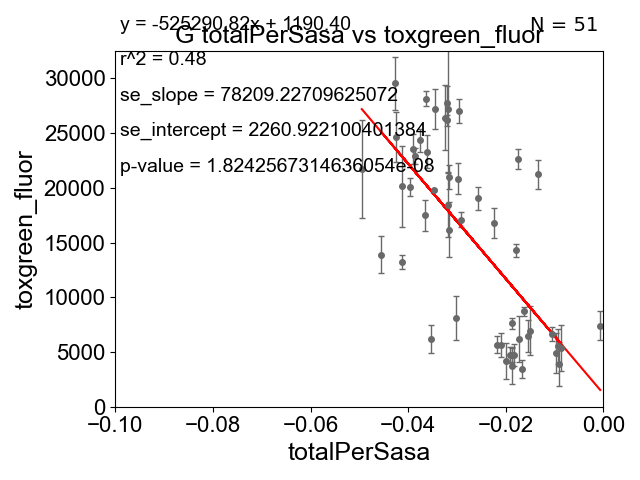 y = -525290.82x + 1190.40
N = 51
G totalPerSasa vs toxgreen_fluor
r^2 = 0.48
se_slope = 78209.22709625072
se_intercept = 2260.922100401384
p-value = 1.8242567314636054e-08
toxgreen_fluor
30000
25000
20000
15000
10000
5000
0
−0.10 −0.08 −0.06 −0.04 −0.02 0.00
totalPerSasa